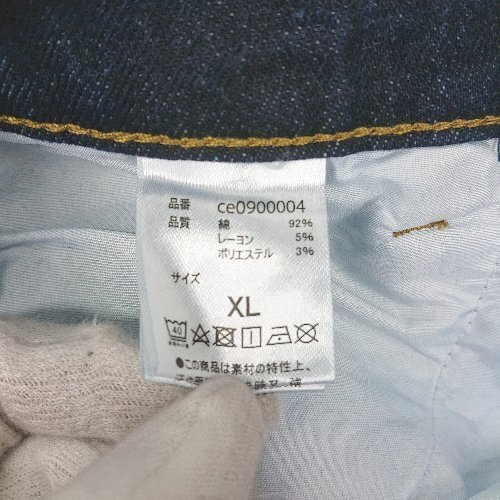 品番 ce0900004
品質 綿 92%
レーヨン 5%
ポリエステル 3%
サイズ
XL
40
●この商品は素材の特性上、